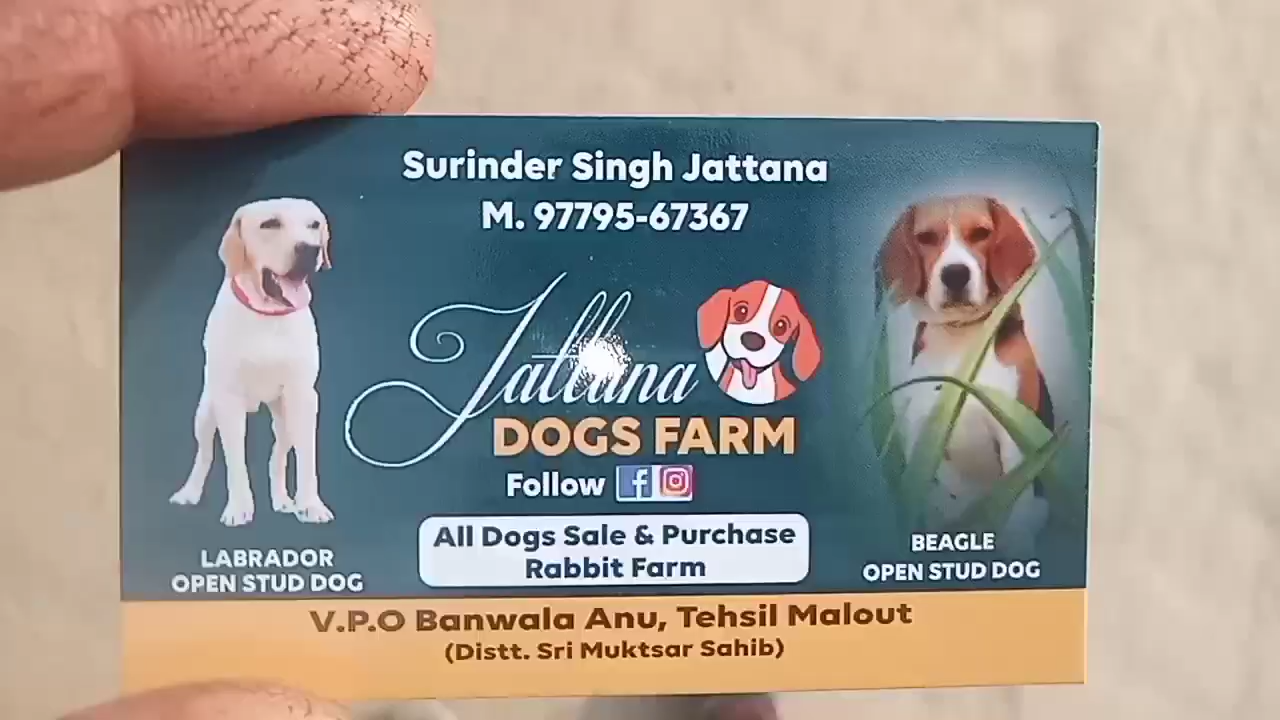 Surinder Singh Jattana
M. 97795-67367
Jattana
DOGS FARM
Follow
All Dogs Sale & Purchase
Rabbit Farm
LABRADOR
OPEN STUD DOG
BEAGLE
OPEN STUD DOG
V.P.O Banwala Anu, Tehsil Malout
(Distt. Sri Muktsar Sahib)